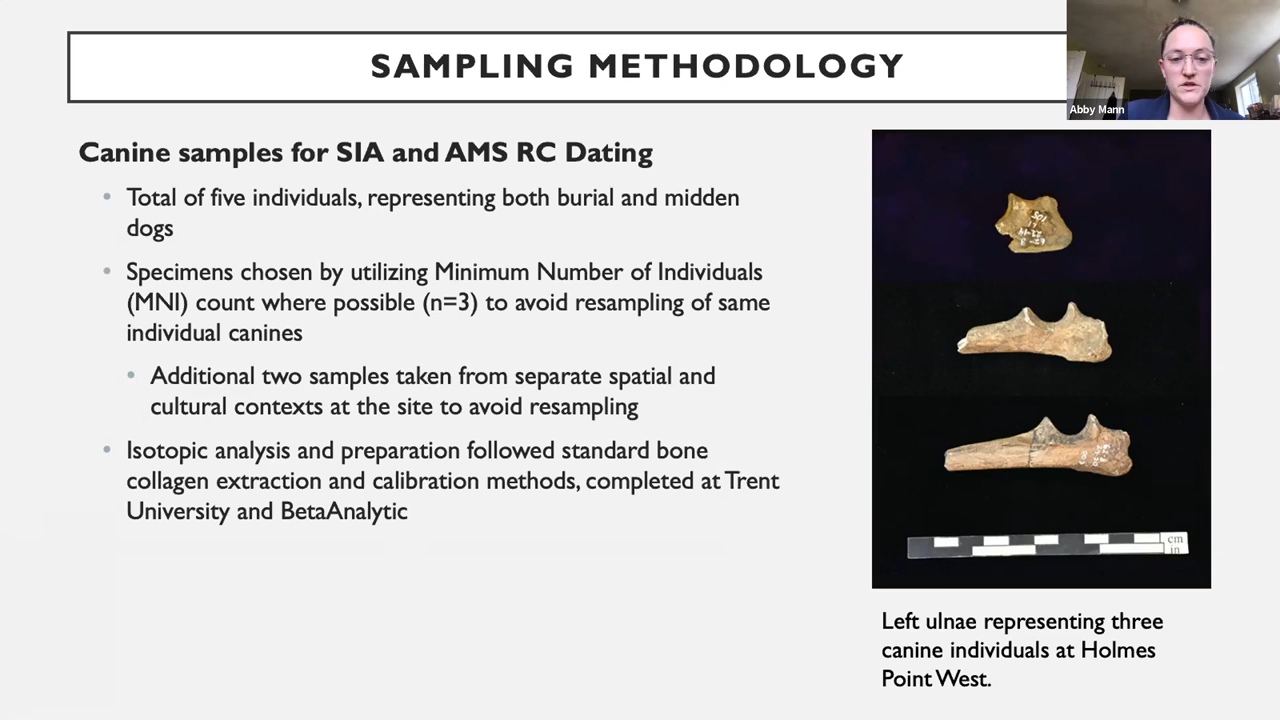 SAMPLING METHODOLOGY
Abby Mann
Canine samples for SIA and AMS RC Dating
Total of five individuals, representing both burial and midden
dogs
Specimens chosen by utilizing Minimum Number of Individuals
(MNI) count where possible (n=3) to avoid resampling of same
individual canines
Additional two samples taken from separate spatial and
cultural contexts at the site to avoid resampling
Isotopic analysis and preparation followed standard bone
collagen extraction and calibration methods, completed at Trent
University and BetaAnalytic
cm
in
Left ulnae representing three
canine individuals at Holmes
Point West.